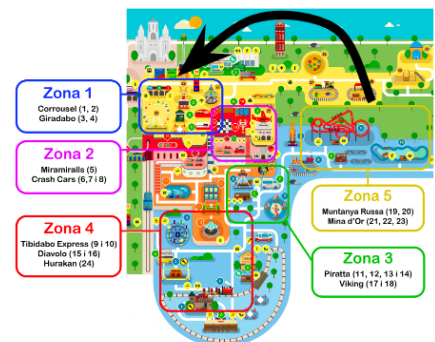 Zona 1
Corrousel (1, 2)
Giradabo (3, 4)
Zona 2
Miramiralls (5)
Crash Cars (6,7 i 8)
Zona 4
Tibidabo Express (9 i 10)
Diavolo (15 i 16)
Hurakan (24)
Zona 5
Muntanya Russa (19, 20)
Mina d'Or (21, 22, 23)
Zona 3
Piratta (11, 12, 13 i 14)
Viking (17 i 18)